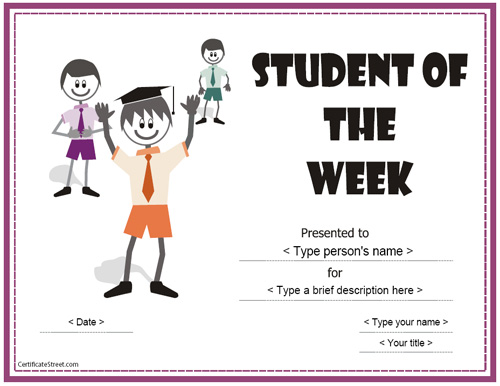 STUDENT OF
THE
WEEK
Presented to
< Type person's name >
for
< Type a brief description here >
< Date >
< Type your name >
< Your title >
CertificateStreet.com